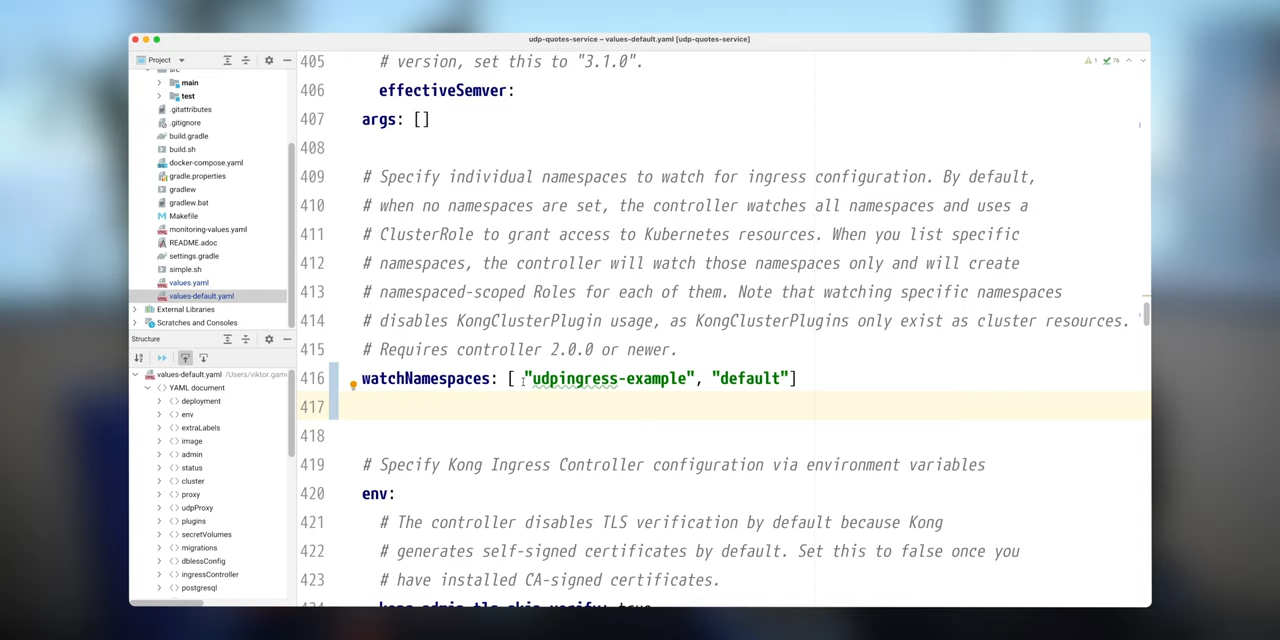 udp-quotes-service – values-default.yaml [udp-quotes-service]
Project
src
main
test
.gitattributes
.gitignore
build.gradle
build.sh
docker-compose.yaml
gradle.properties
gradlew
gradlew.bat
Makefile
monitoring-values.yaml
README.adoc
settings.gradle
simple.sh
values.yaml
values-default.yaml
External Libraries
Scratches and Consoles
Structure
values-default.yaml /Users/viktor.game
YAML document
deployment
env
extraLabels
image
admin
status
cluster
proxy
udpProxy
plugins
secretVolumes
migrations
dblessConfig
ingressController
postgresql
1 76
405 # version, set this to "3.1.0".
406 effectiveSemver:
407 args: []
408
409 # Specify individual namespaces to watch for ingress configuration. By default,
410 # when no namespaces are set, the controller watches all namespaces and uses a
411 # ClusterRole to grant access to Kubernetes resources. When you list specific
412 # namespaces, the controller will watch those namespaces only and will create
413 # namespaced-scoped Roles for each of them. Note that watching specific namespaces
414 # disables KongClusterPlugin usage, as KongClusterPlugins only exist as cluster resources.
415 # Requires controller 2.0.0 or newer.
416 watchNamespaces: [ "udpingress-example", "default"]
417
418
419 # Specify Kong Ingress Controller configuration via environment variables
420 env:
421 # The controller disables TLS verification by default because Kong
422 # generates self-signed certificates by default. Set this to false once you
423 # have installed CA-signed certificates.
424 kong_admin_tls_skip_verify: true